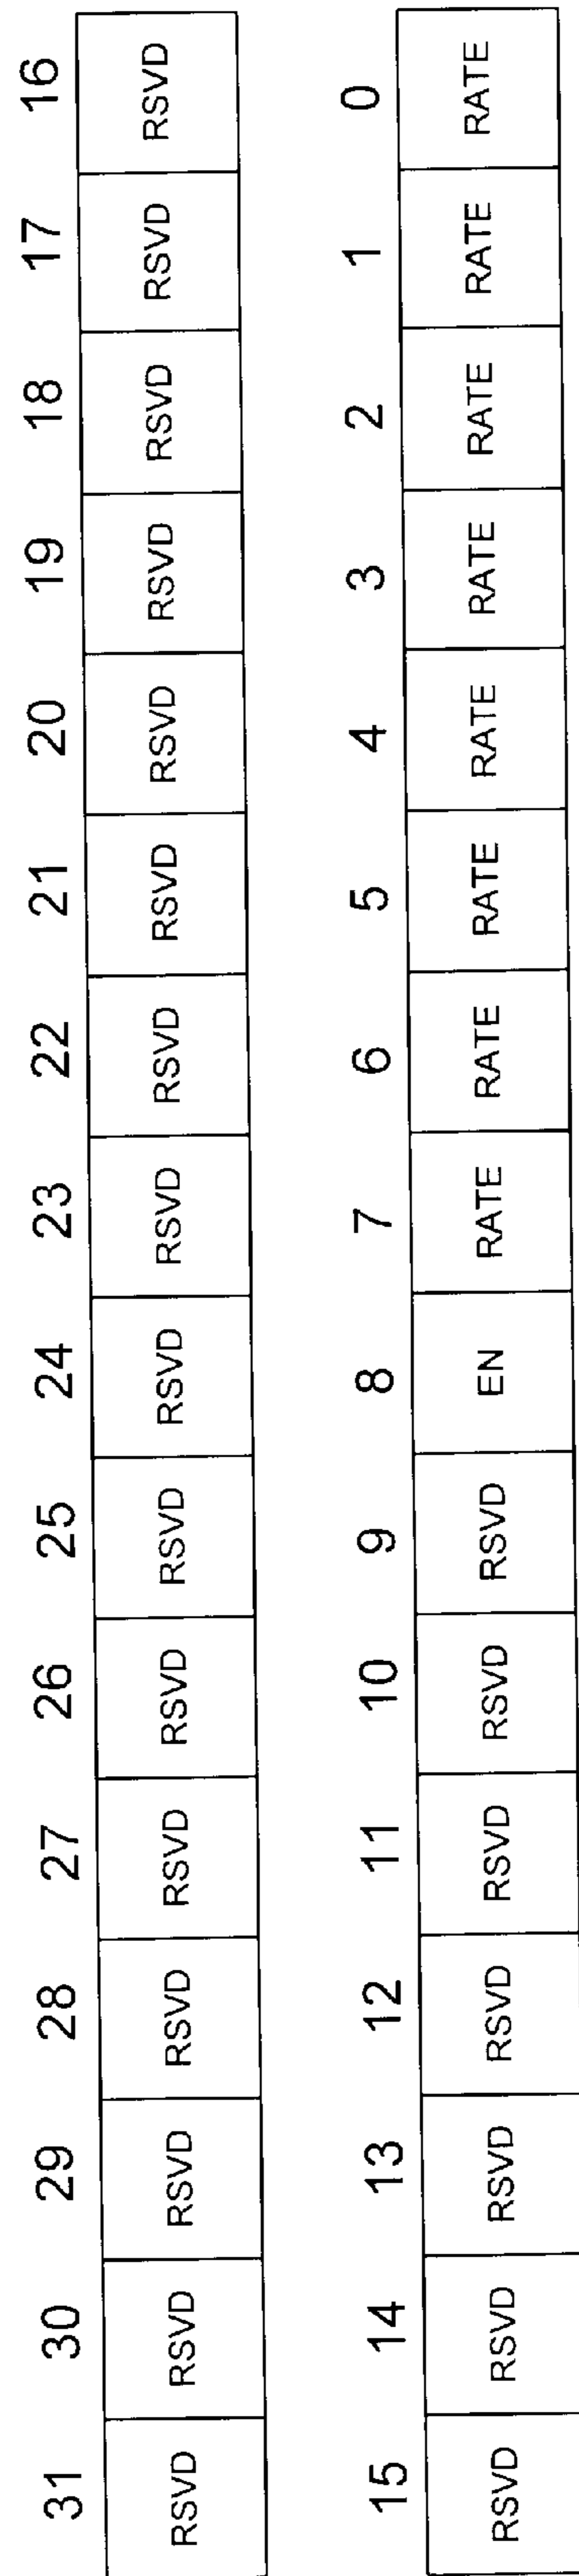 31 30 29 28 27 26 25 24 23 22 21 20 19 18 17 16
RSVD RSVD RSVD RSVD RSVD RSVD RSVD RSVD RSVD RSVD RSVD RSVD RSVD RSVD RSVD RSVD
15 14 13 12 11 10 9 8 7 6 5 4 3 2 1 0
RSVD RSVD RSVD RSVD RSVD RSVD RSVD EN RATE RATE RATE RATE RATE RATE RATE RATE